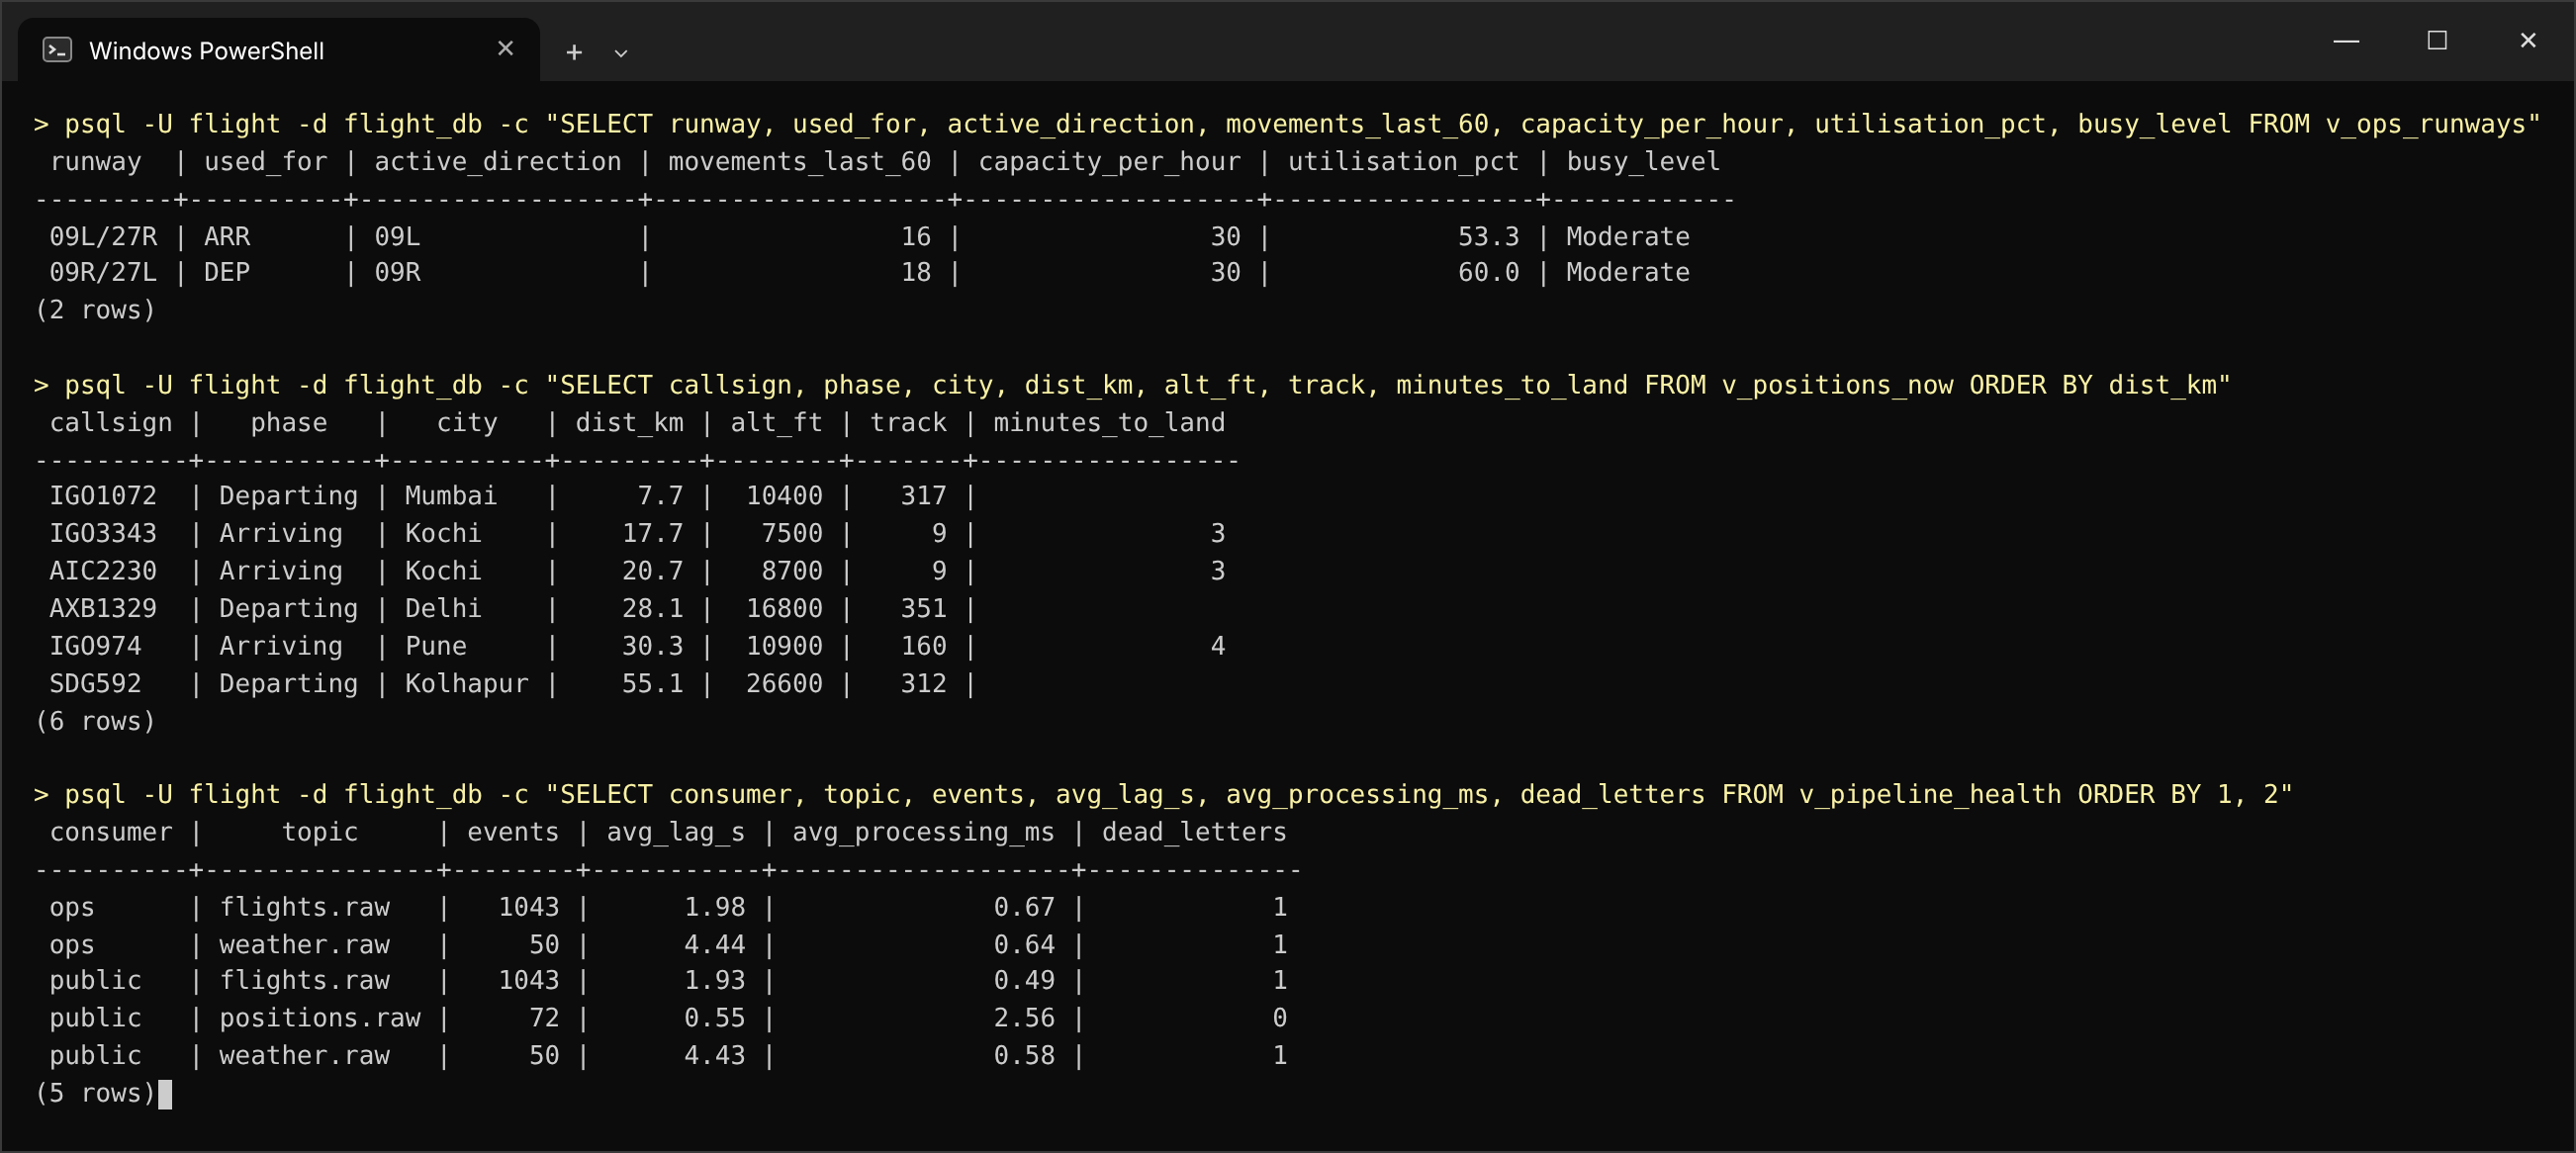 Windows PowerShell
> psql -U flight -d flight_db -c "SELECT runway, used_for, active_direction, movements_last_60, capacity_per_hour, utilisation_pct, busy_level FROM v_ops_runways"
 runway  | used_for | active_direction | movements_last_60 | capacity_per_hour | utilisation_pct | busy_level
---------+----------+------------------+-------------------+-------------------+-----------------+------------
 09L/27R | ARR      | 09L              |                16 |                30 |            53.3 | Moderate
 09R/27L | DEP      | 09R              |                18 |                30 |            60.0 | Moderate
(2 rows)
> psql -U flight -d flight_db -c "SELECT callsign, phase, city, dist_km, alt_ft, track, minutes_to_land FROM v_positions_now ORDER BY dist_km"
 callsign |   phase   |   city   | dist_km | alt_ft | track | minutes_to_land
----------+-----------+----------+---------+--------+-------+-----------------
 IGO1072  | Departing | Mumbai   |     7.7 |  10400 |   317 |
 IGO3343  | Arriving  | Kochi    |    17.7 |   7500 |     9 |               3
 AIC2230  | Arriving  | Kochi    |    20.7 |   8700 |     9 |               3
 AXB1329  | Departing | Delhi    |    28.1 |  16800 |   351 |
 IGO974   | Arriving  | Pune     |    30.3 |  10900 |   160 |               4
 SDG592   | Departing | Kolhapur |    55.1 |  26600 |   312 |
(6 rows)
> psql -U flight -d flight_db -c "SELECT consumer, topic, events, avg_lag_s, avg_processing_ms, dead_letters FROM v_pipeline_health ORDER BY 1, 2"
 consumer |     topic     | events | avg_lag_s | avg_processing_ms | dead_letters
----------+---------------+--------+-----------+-------------------+--------------
 ops      | flights.raw   |   1043 |      1.98 |              0.67 |            1
 ops      | weather.raw   |     50 |      4.44 |              0.64 |            1
 public   | flights.raw   |   1043 |      1.93 |              0.49 |            1
 public   | positions.raw |     72 |      0.55 |              2.56 |            0
 public   | weather.raw   |     50 |      4.43 |              0.58 |            1
(5 rows)